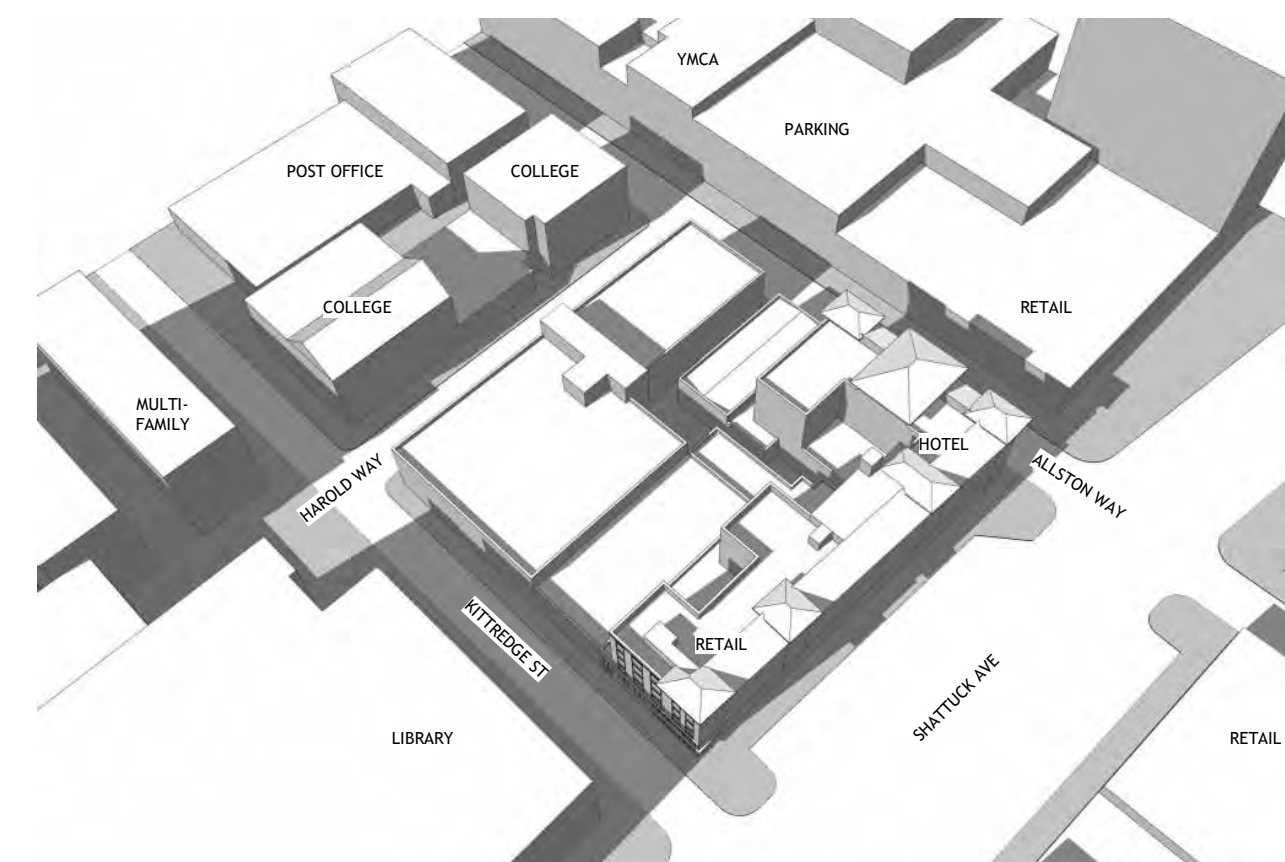 YMCA
PARKING
POST OFFICE
COLLEGE
COLLEGE
RETAIL
MULTI-
FAMILY
HOTEL
HAROLD WAY
ALLSTON WAY
KITTREDGE ST
RETAIL
SHATTUCK AVE
LIBRARY
RETAIL